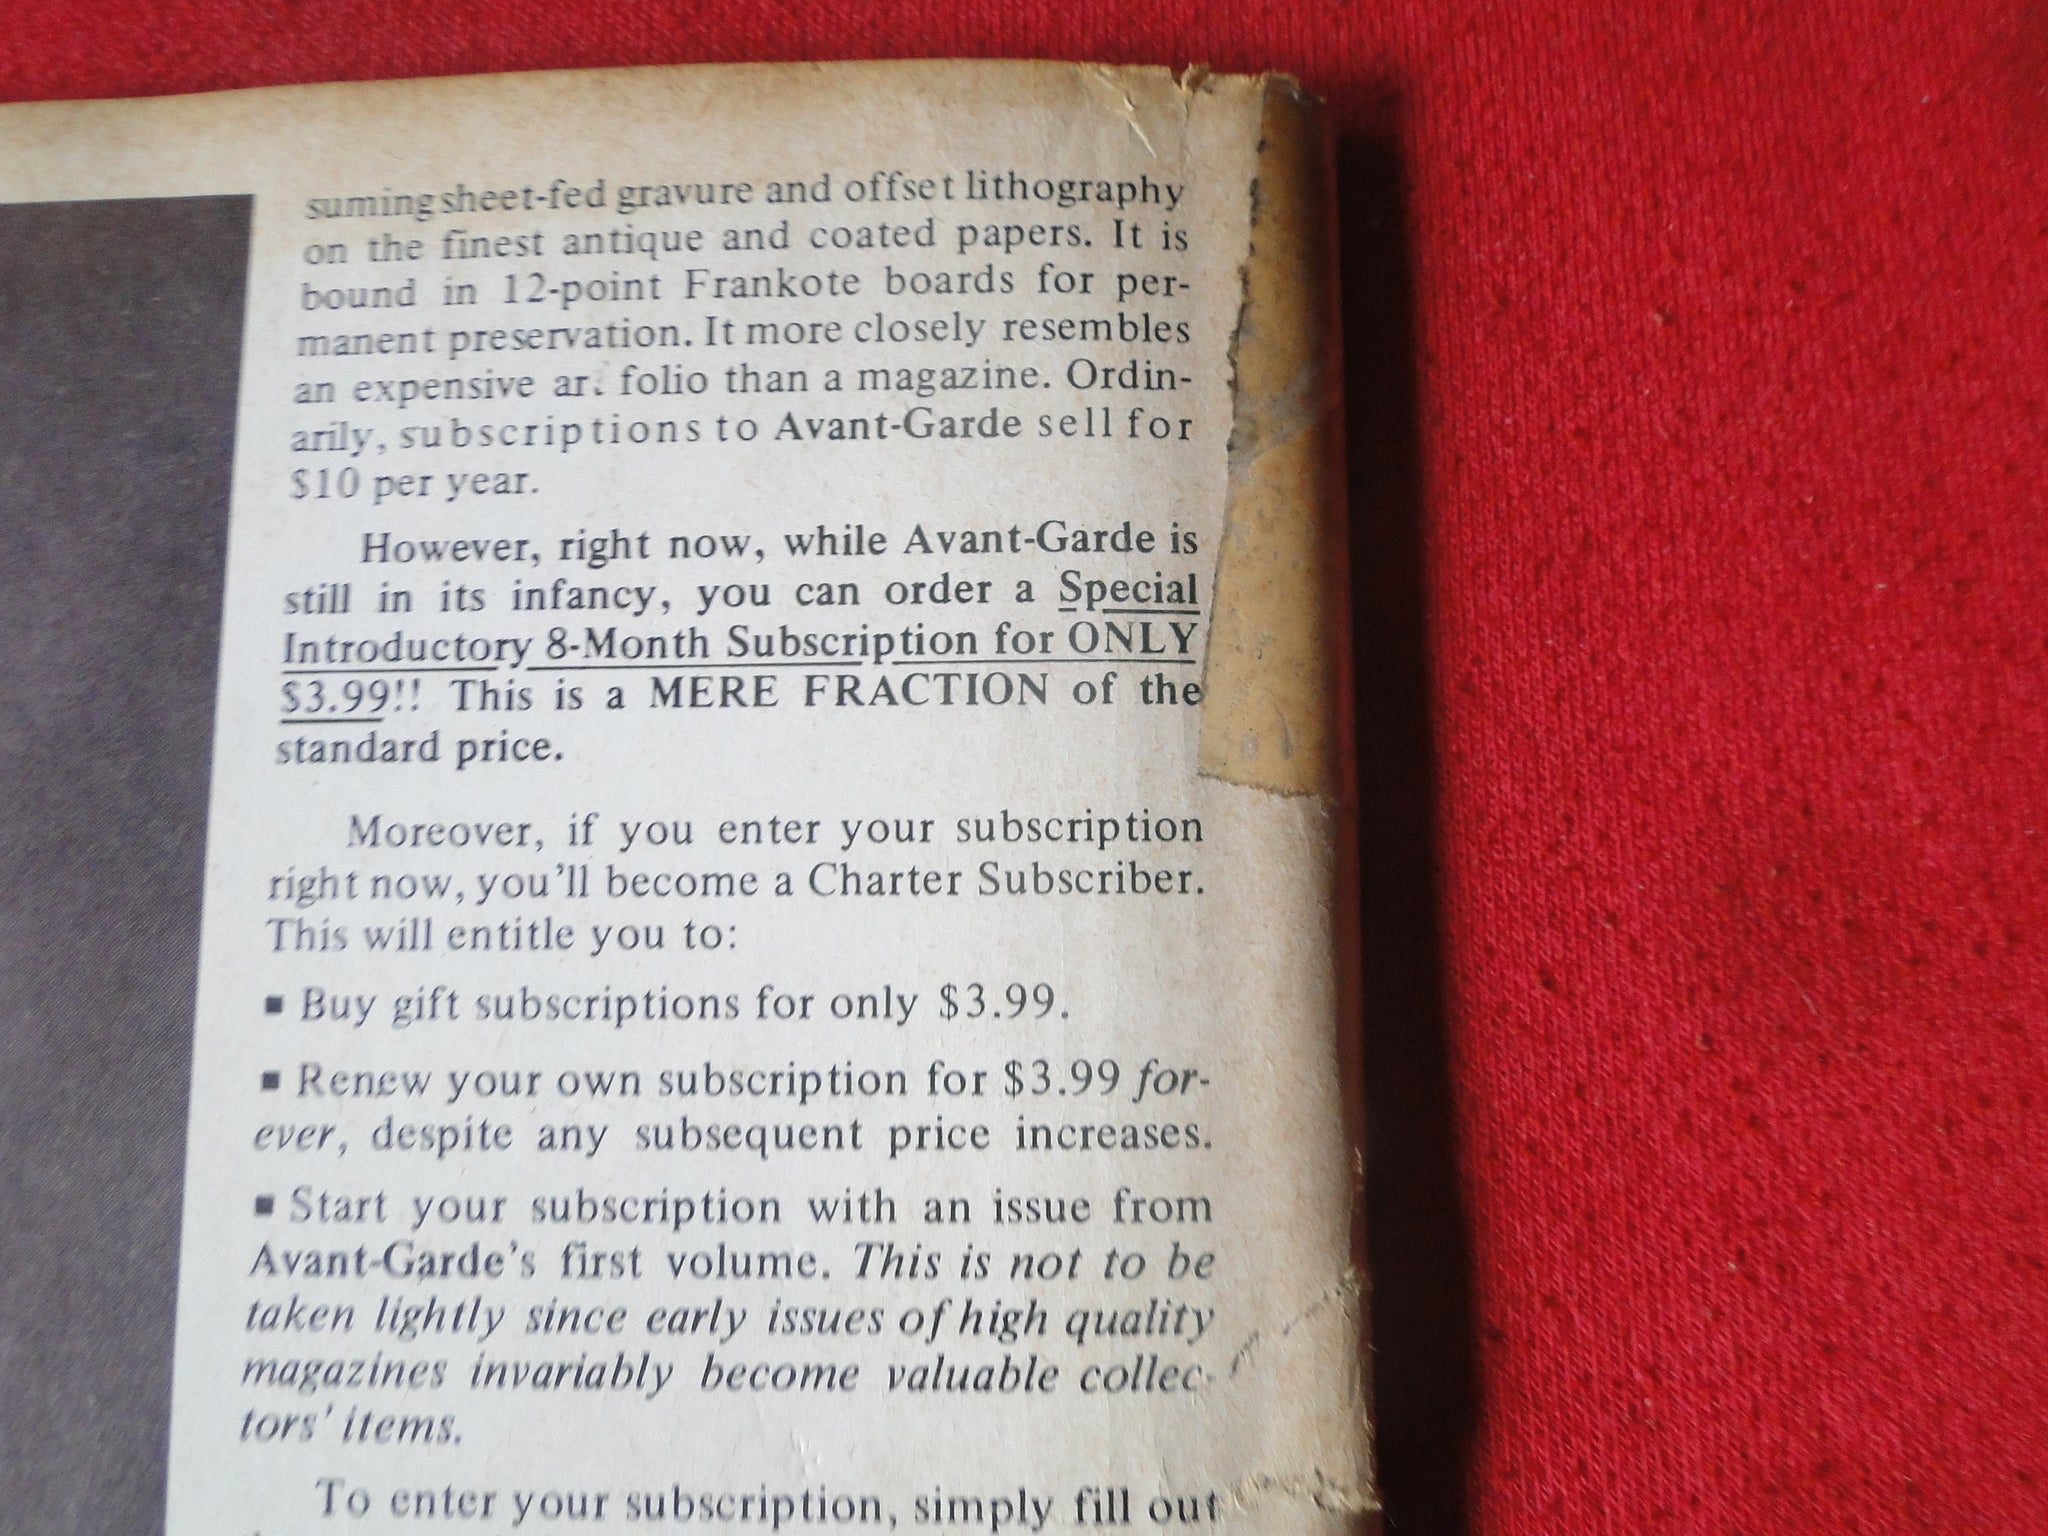 suming sheet-fed gravure and offset lithography
on the finest antique and coated papers. It is
bound in 12-point Frankote boards for per-
manent preservation. It more closely resembles
an expensive art folio than a magazine. Ordin-
arily, subscriptions to Avant-Garde sell for
$10 per year.
However, right now, while Avant-Garde is
still in its infancy, you can order a Special
Introductory 8-Month Subscription for ONLY
$3.99!! This is a MERE FRACTION of the
standard price.
Moreover, if you enter your subscription
right now, you'll become a Charter Subscriber.
This will entitle you to:
▪ Buy gift subscriptions for only $3.99.
▪ Renew your own subscription for $3.99 for-
ever, despite any subsequent price increases.
▪ Start your subscription with an issue from
Avant-Garde's first volume. This is not to be
taken lightly since early issues of high quality
magazines invariably become valuable collec-
tors' items.
To enter your subscription, simply fill out